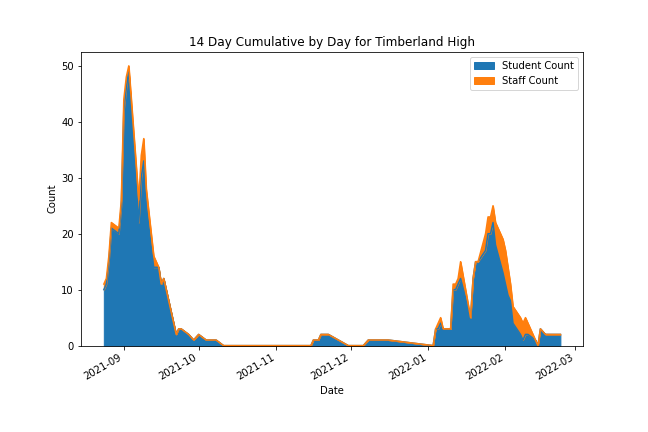 14 Day Cumulative by Day for Timberland High
Student Count
Staff Count
Count
50
40
30
20
10
0
2021-09
2021-10
2021-11
2021-12
2022-01
2022-02
2022-03
Date